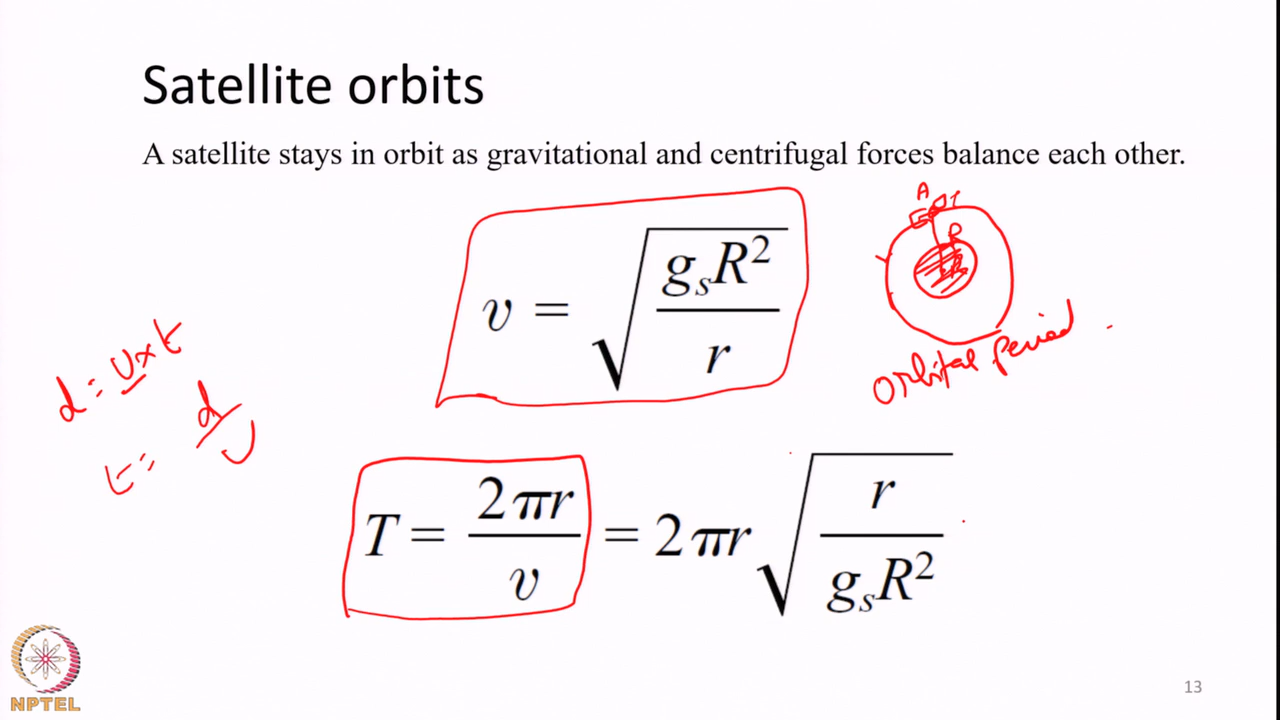 Satellite orbits
A satellite stays in orbit as gravitational and centrifugal forces balance each other.
v = √(gₛR²/r)
A
R
orbital period
d = v × t
t = d/v
T = 2πr/v = 2πr √(r/gₛR²)
NPTEL
13